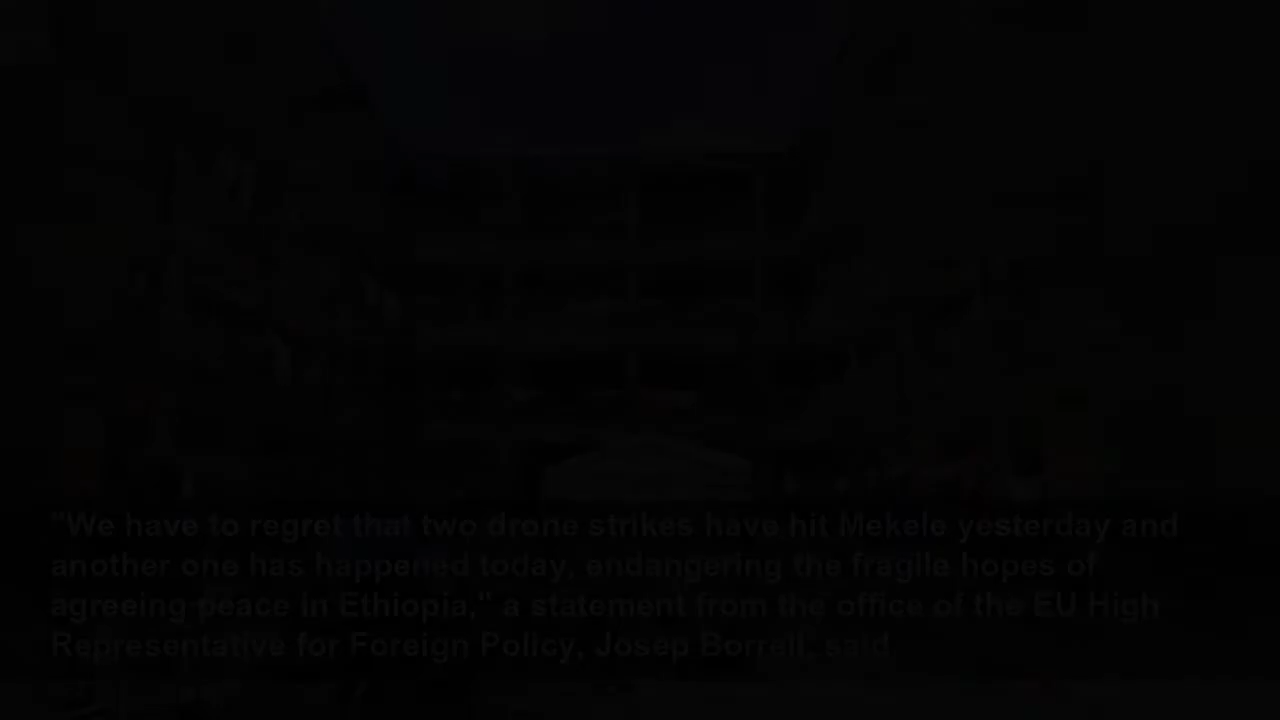 "We have to regret that two drone strikes have hit Mekele yesterday and
another one has happened today, endangering the fragile hopes of
agreeing peace in Ethiopia," a statement from the office of the EU High
Representative for Foreign Policy, Josep Borrell, said